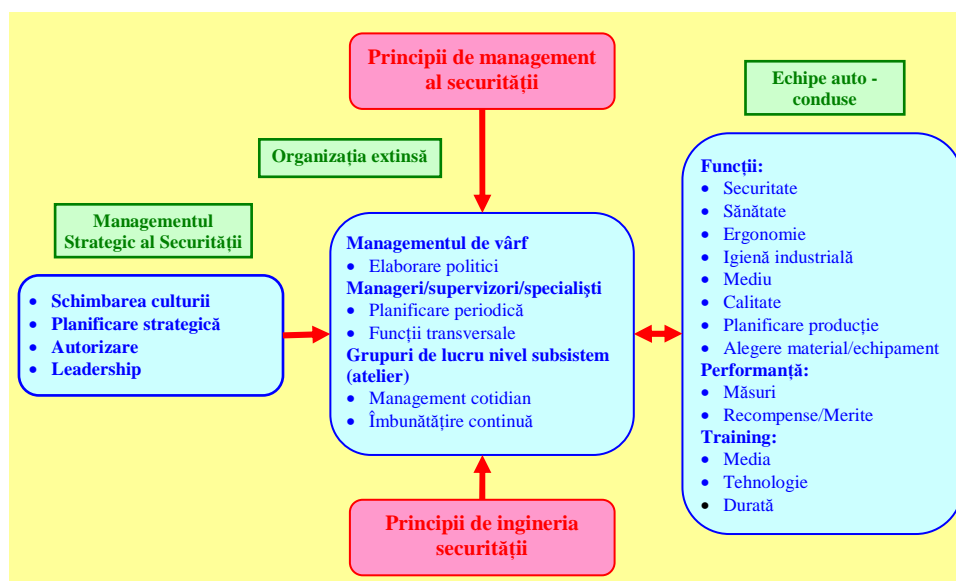 Principii de management
al securității
Echipe auto -
conduse
Organizația extinsă
Managementul
Strategic al Securității
• Schimbarea culturii
• Planificare strategică
• Autorizare
• Leadership
Managementul de vârf
• Elaborare politici
Manageri/supervizori/specialişti
• Planificare periodică
• Funcții transversale
Grupuri de lucru nivel subsistem
(atelier)
• Management cotidian
• Îmbunătățire continuă
Funcții:
• Securitate
• Sănătate
• Ergonomie
• Igienă industrială
• Mediu
• Calitate
• Planificare producție
• Alegere material/echipament
Performanță:
• Măsuri
• Recompense/Merite
Training:
• Media
• Tehnologie
• Durată
Principii de ingineria
securității